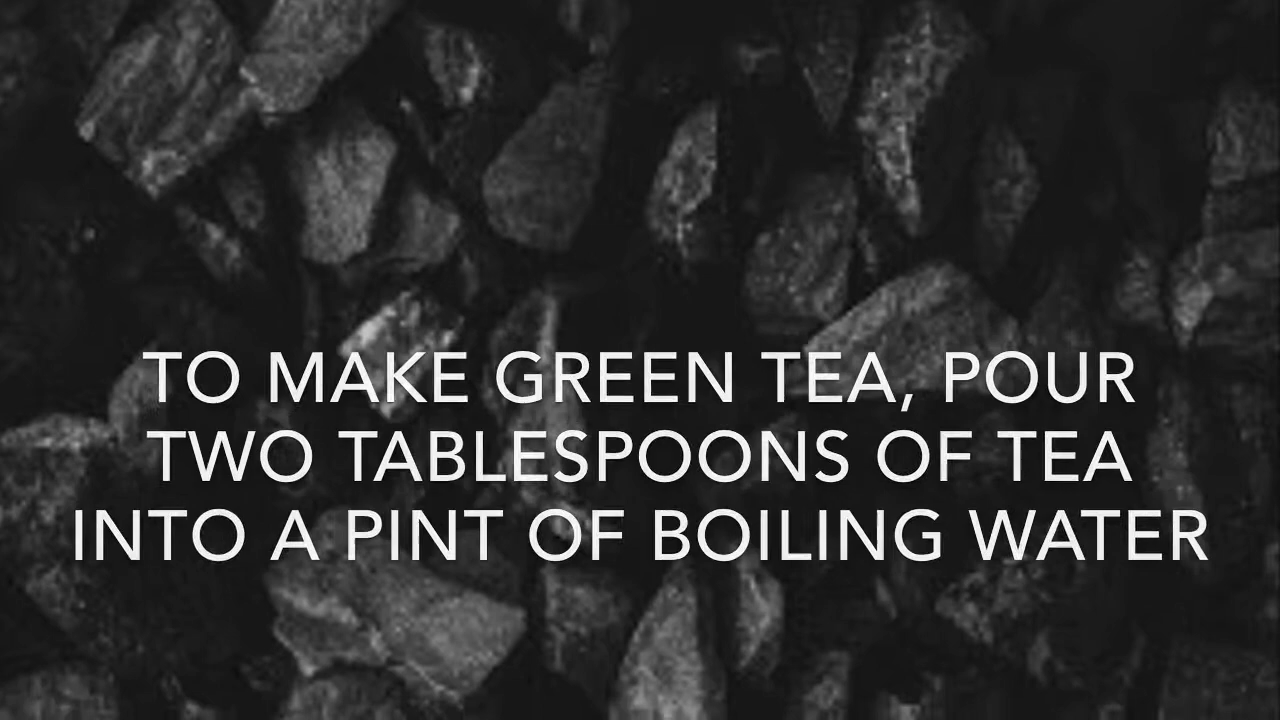 TO MAKE GREEN TEA, POUR
TWO TABLESPOONS OF TEA
INTO A PINT OF BOILING WATER